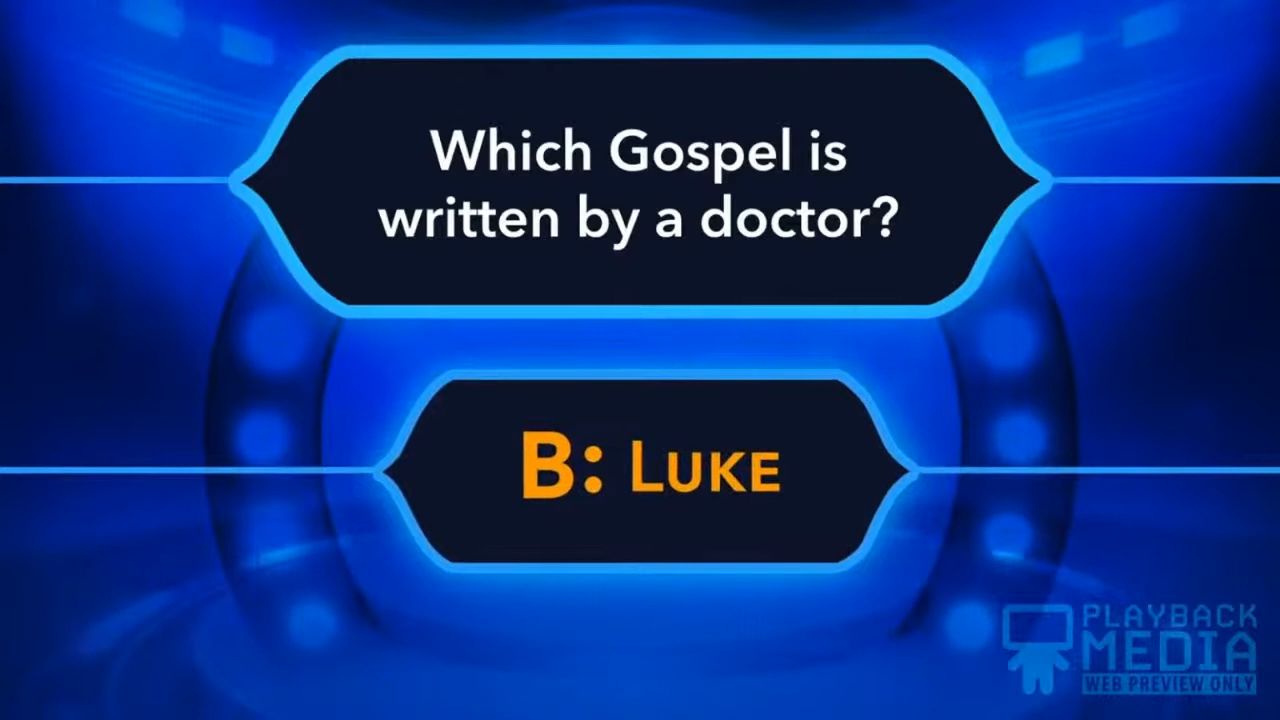 Which Gospel is
written by a doctor?
B: LUKE
PLAYBACK
MEDIA
WEB PREVIEW ONLY